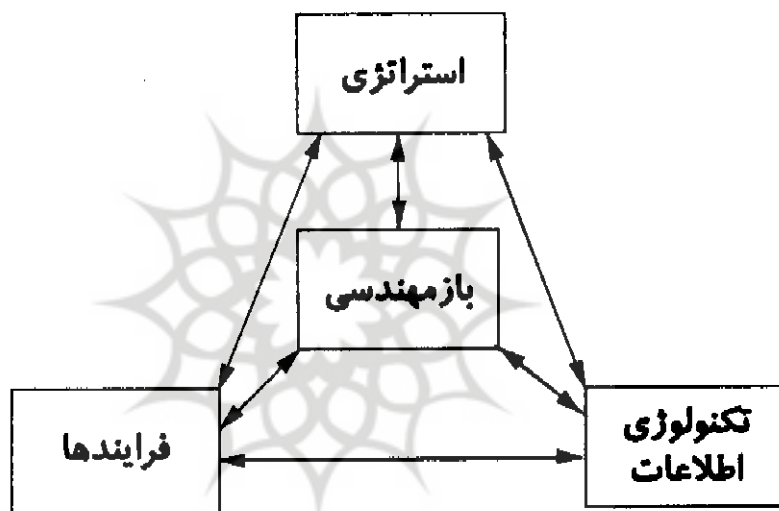 استراتژی
بازمهندسی
فرایندها
تکنولوژی
اطلاعات